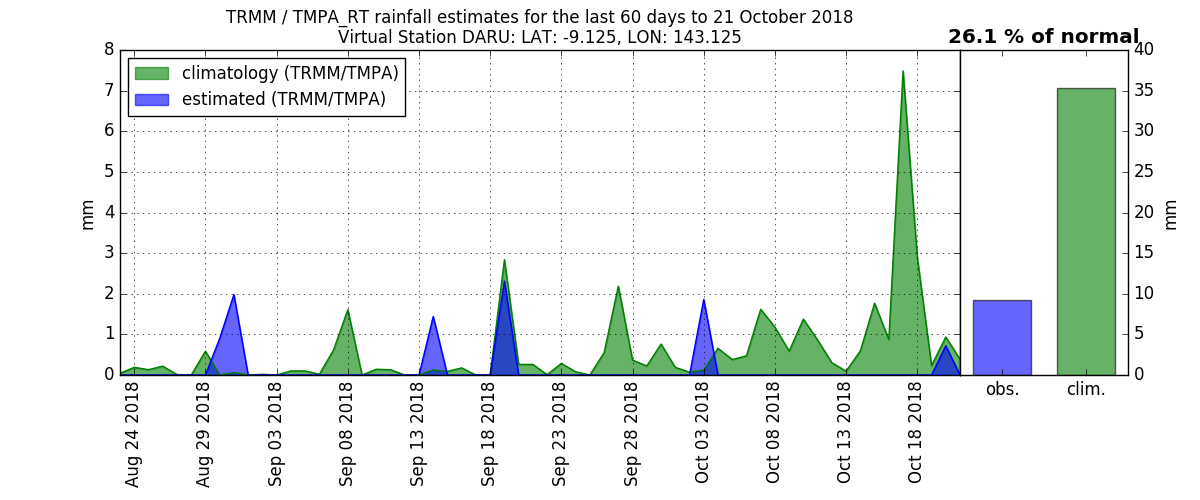 TRMM / TMPA_RT rainfall estimates for the last 60 days to 21 October 2018
Virtual Station DARU: LAT: -9.125, LON: 143.125
26.1 % of normal
climatology (TRMM/TMPA)
estimated (TRMM/TMPA)
8
7
6
5
4
3
2
1
0
mm
Aug 24 2018
Aug 29 2018
Sep 03 2018
Sep 08 2018
Sep 13 2018
Sep 18 2018
Sep 23 2018
Sep 28 2018
Oct 03 2018
Oct 08 2018
Oct 13 2018
Oct 18 2018
obs.
clim.
40
35
30
25
20
15
10
5
0
mm